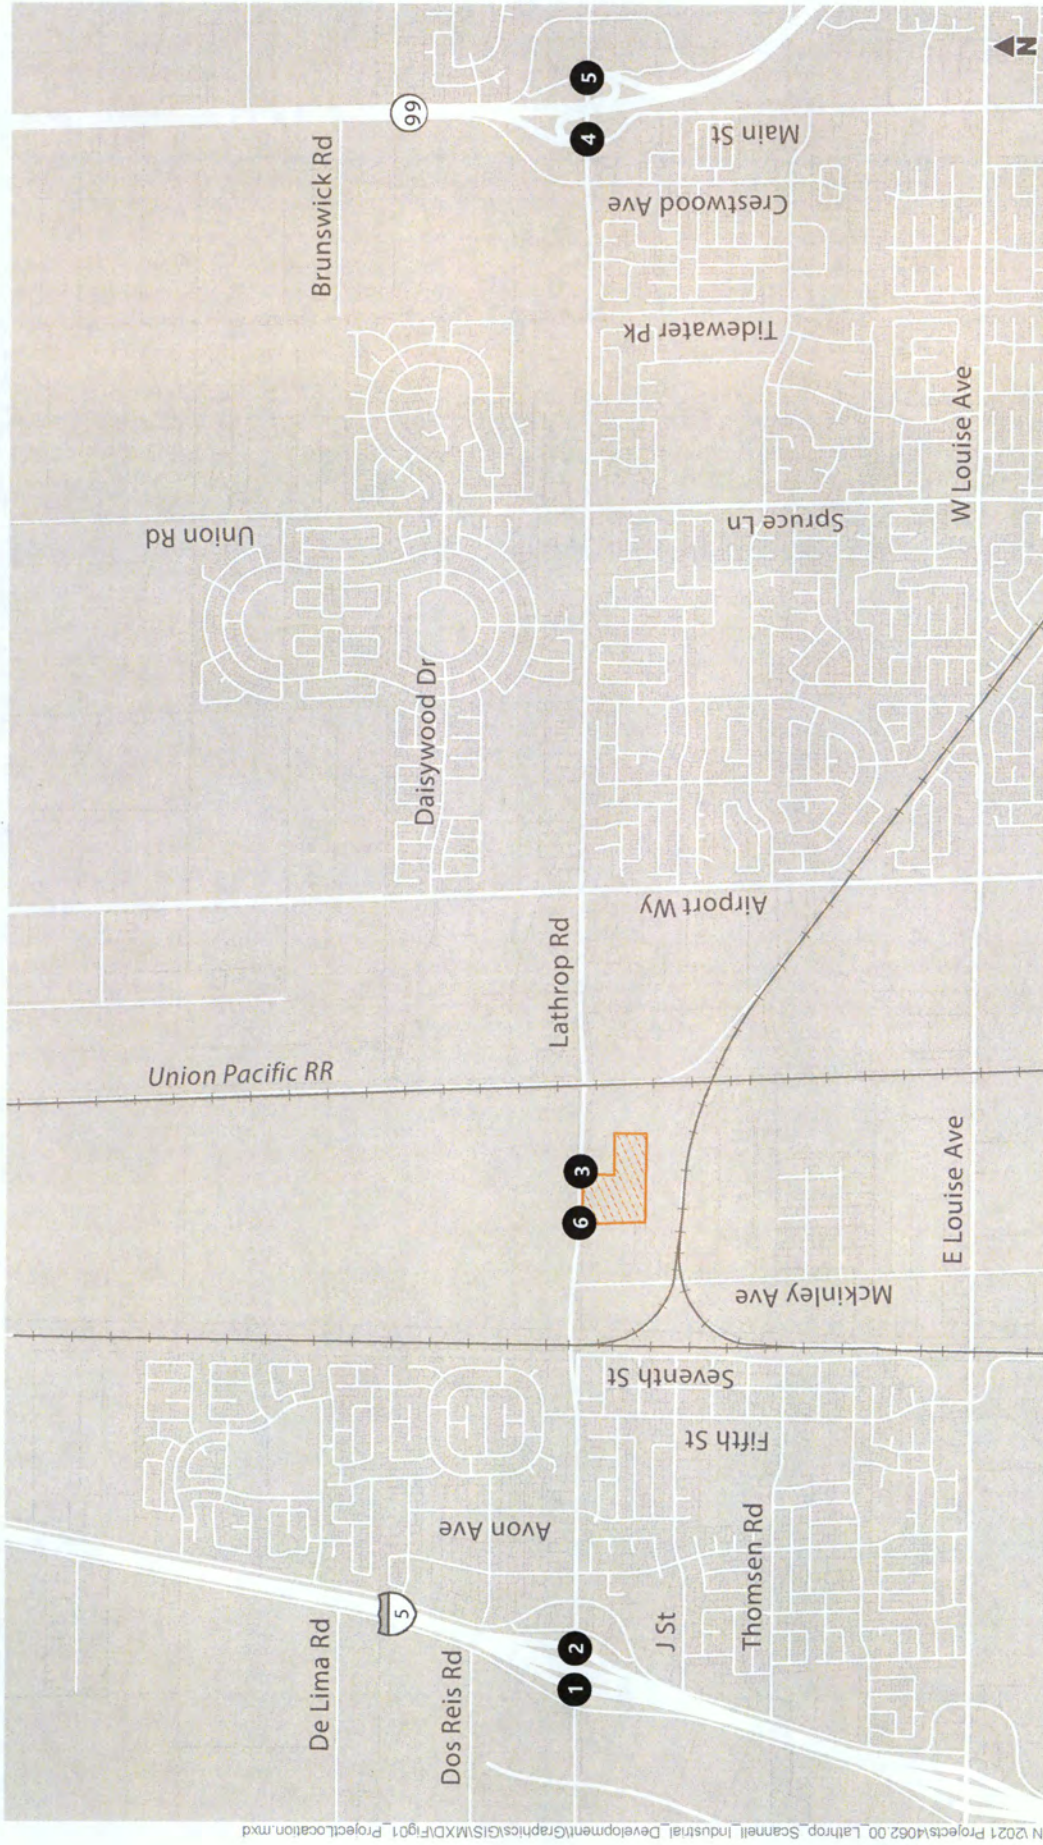 Brunswick Rd
99
5
4
N
Main St
Crestwood Ave
Tidewater Pk
Union Rd
Spruce Ln
W Louise Ave
Daisywood Dr
Airport Wy
Lathrop Rd
Union Pacific RR
3
6
E Louise Ave
Mckinley Ave
Seventh St
Fifth St
Avon Ave
5
De Lima Rd
Dos Reis Rd
J St
Thomsen Rd
2
1
N \2021 Projects\4062.00_Lathrop_Scannell_Industrial_Development\Graphics\GIS\MXD\Fig01_ProjectLocation.mxd